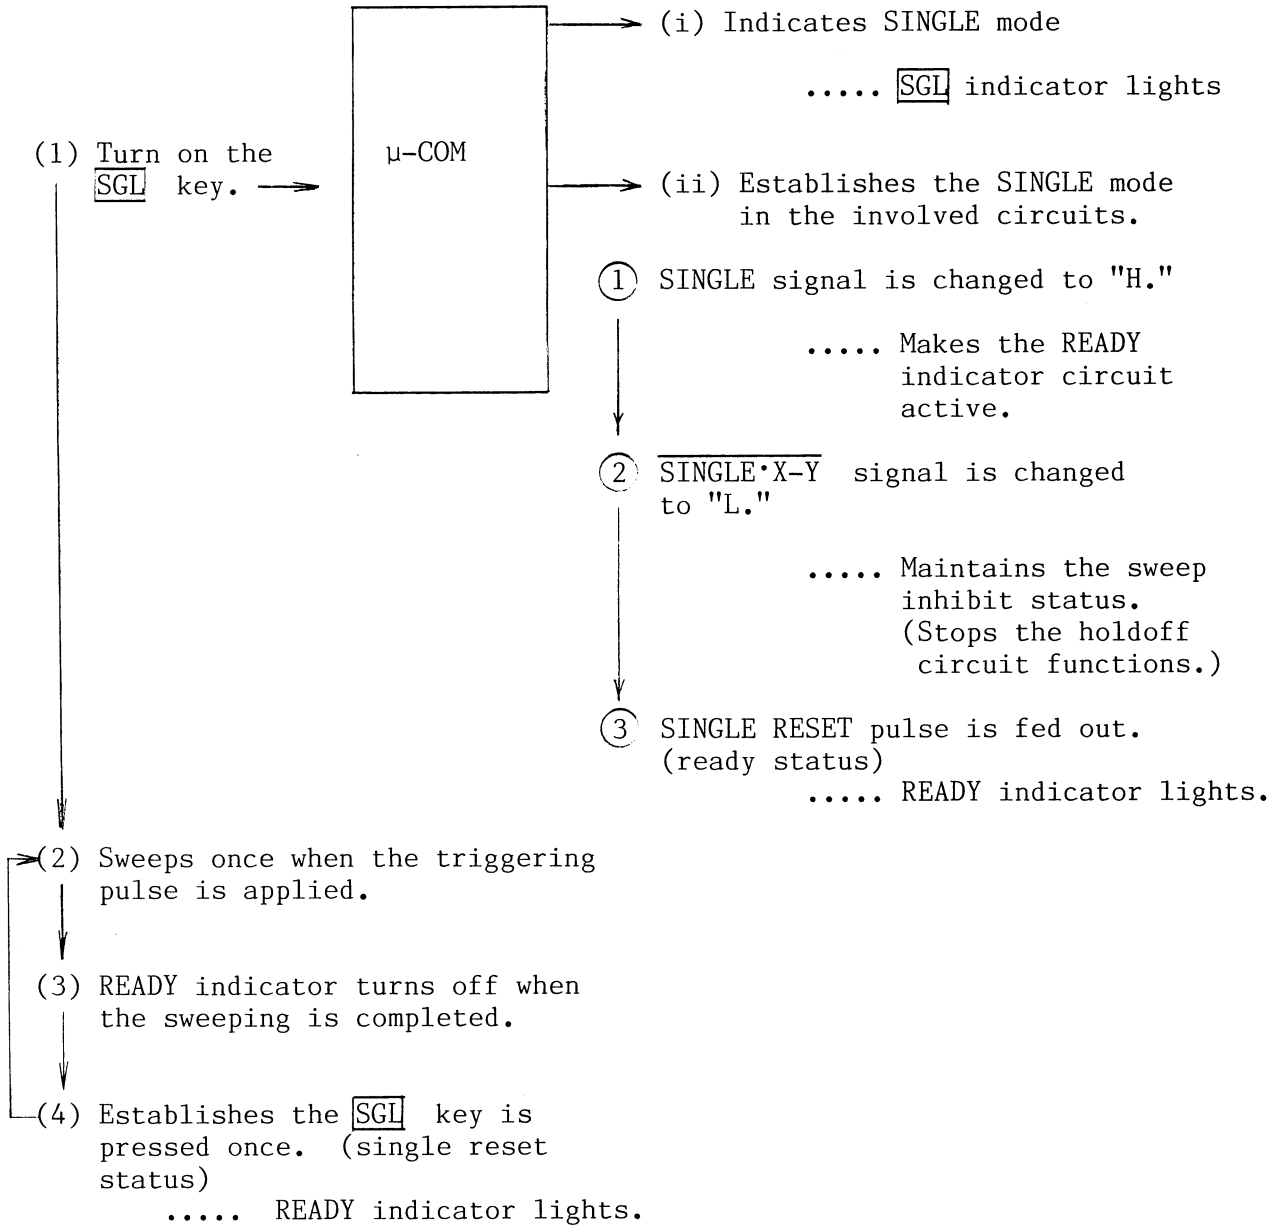 (i) Indicates SINGLE mode
..... SGL indicator lights
(1) Turn on the
SGL key.
μ-COM
(ii) Establishes the SINGLE mode
in the involved circuits.
① SINGLE signal is changed to "H."
..... Makes the READY
indicator circuit
active.
② SINGLE·X-Y signal is changed
to "L."
..... Maintains the sweep
inhibit status.
(Stops the holdoff
circuit functions.)
③ SINGLE RESET pulse is fed out.
(ready status)
..... READY indicator lights.
(2) Sweeps once when the triggering
pulse is applied.
(3) READY indicator turns off when
the sweeping is completed.
(4) Establishes the SGL key is
pressed once. (single reset
status)
..... READY indicator lights.